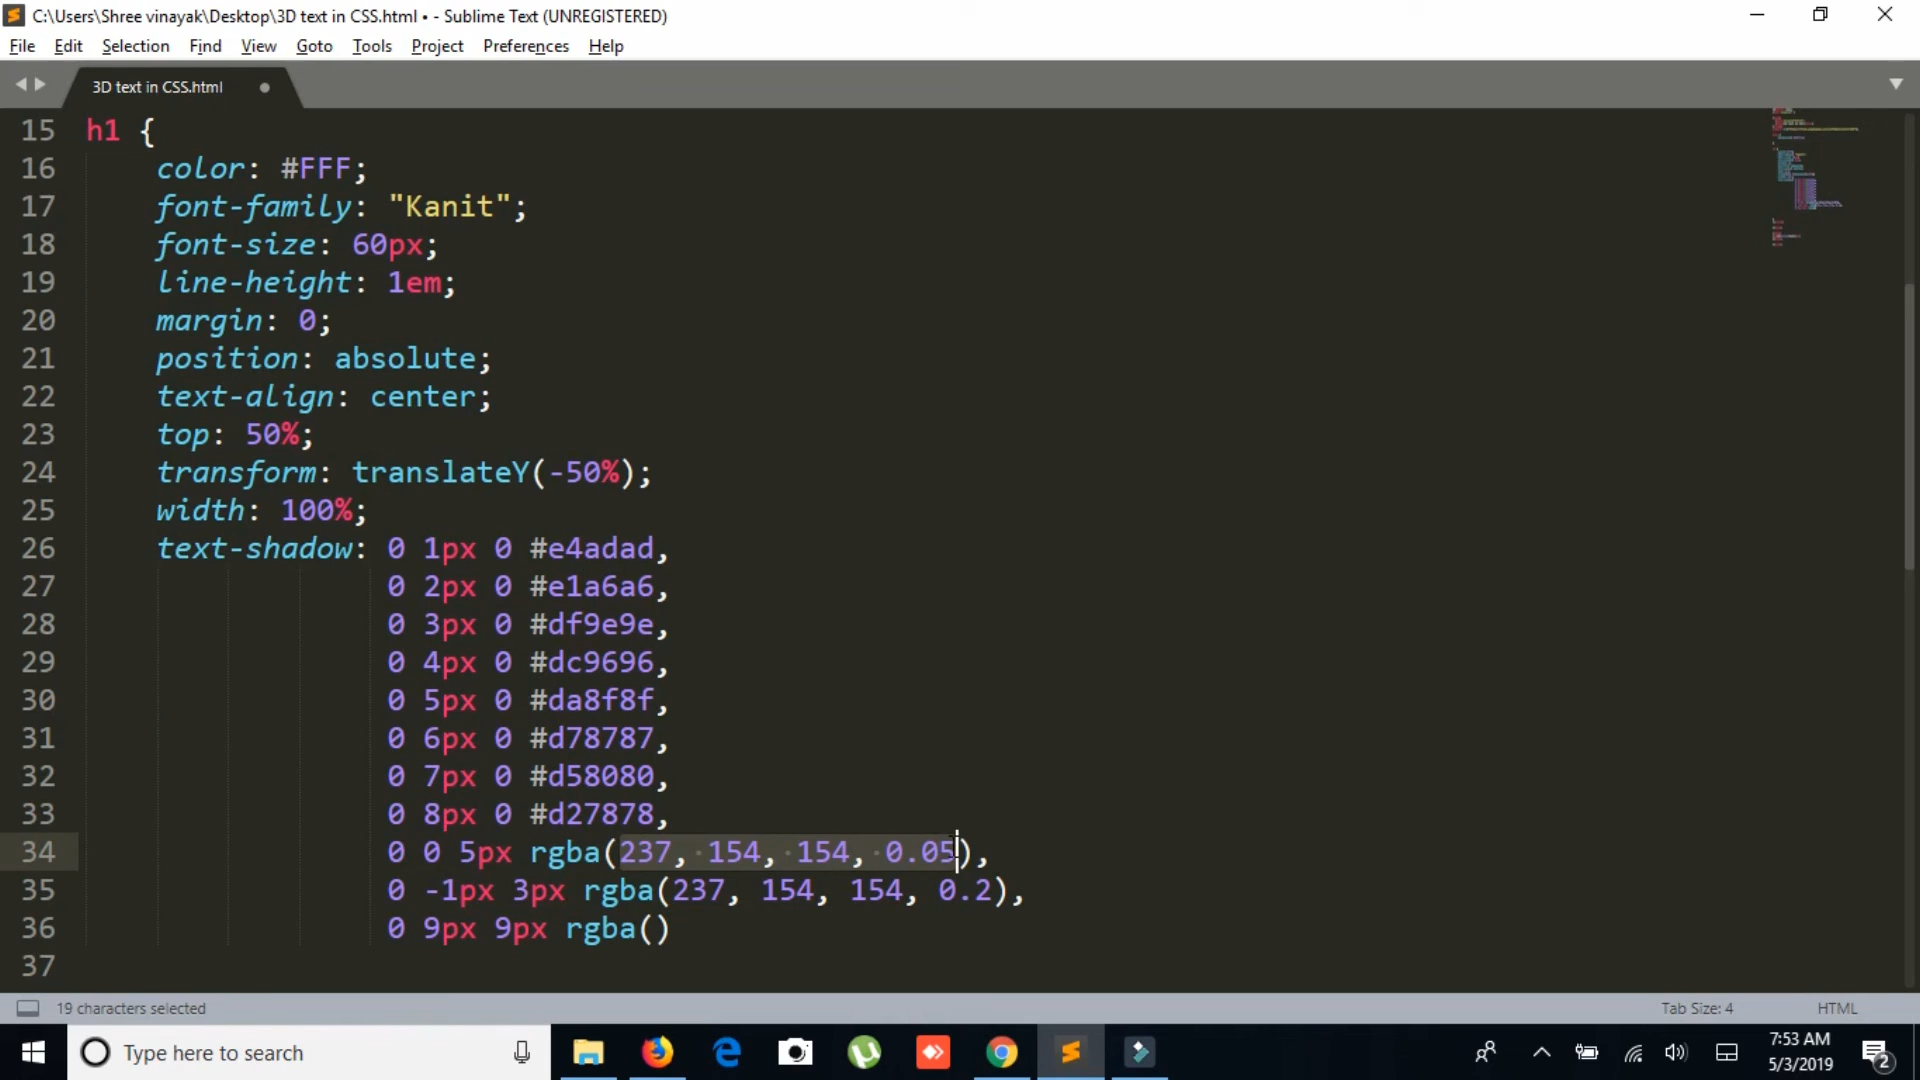 C:\Users\Shree vinayak\Desktop\3D text in CSS.html • - Sublime Text (UNREGISTERED)
File Edit Selection Find View Goto Tools Project Preferences Help
3D text in CSS.html
15 h1 {
16 color: #FFF;
17 font-family: "Kanit";
18 font-size: 60px;
19 line-height: 1em;
20 margin: 0;
21 position: absolute;
22 text-align: center;
23 top: 50%;
24 transform: translateY(-50%);
25 width: 100%;
26 text-shadow: 0 1px 0 #e4adad,
27 0 2px 0 #e1a6a6,
28 0 3px 0 #df9e9e,
29 0 4px 0 #dc9696,
30 0 5px 0 #da8f8f,
31 0 6px 0 #d78787,
32 0 7px 0 #d58080,
33 0 8px 0 #d27878,
34 0 0 5px rgba(237, 154, 154, 0.05),
35 0 -1px 3px rgba(237, 154, 154, 0.2),
36 0 9px 9px rgba()
37
19 characters selected Tab Size: 4 HTML
Type here to search 7:53 AM
5/3/2019 2